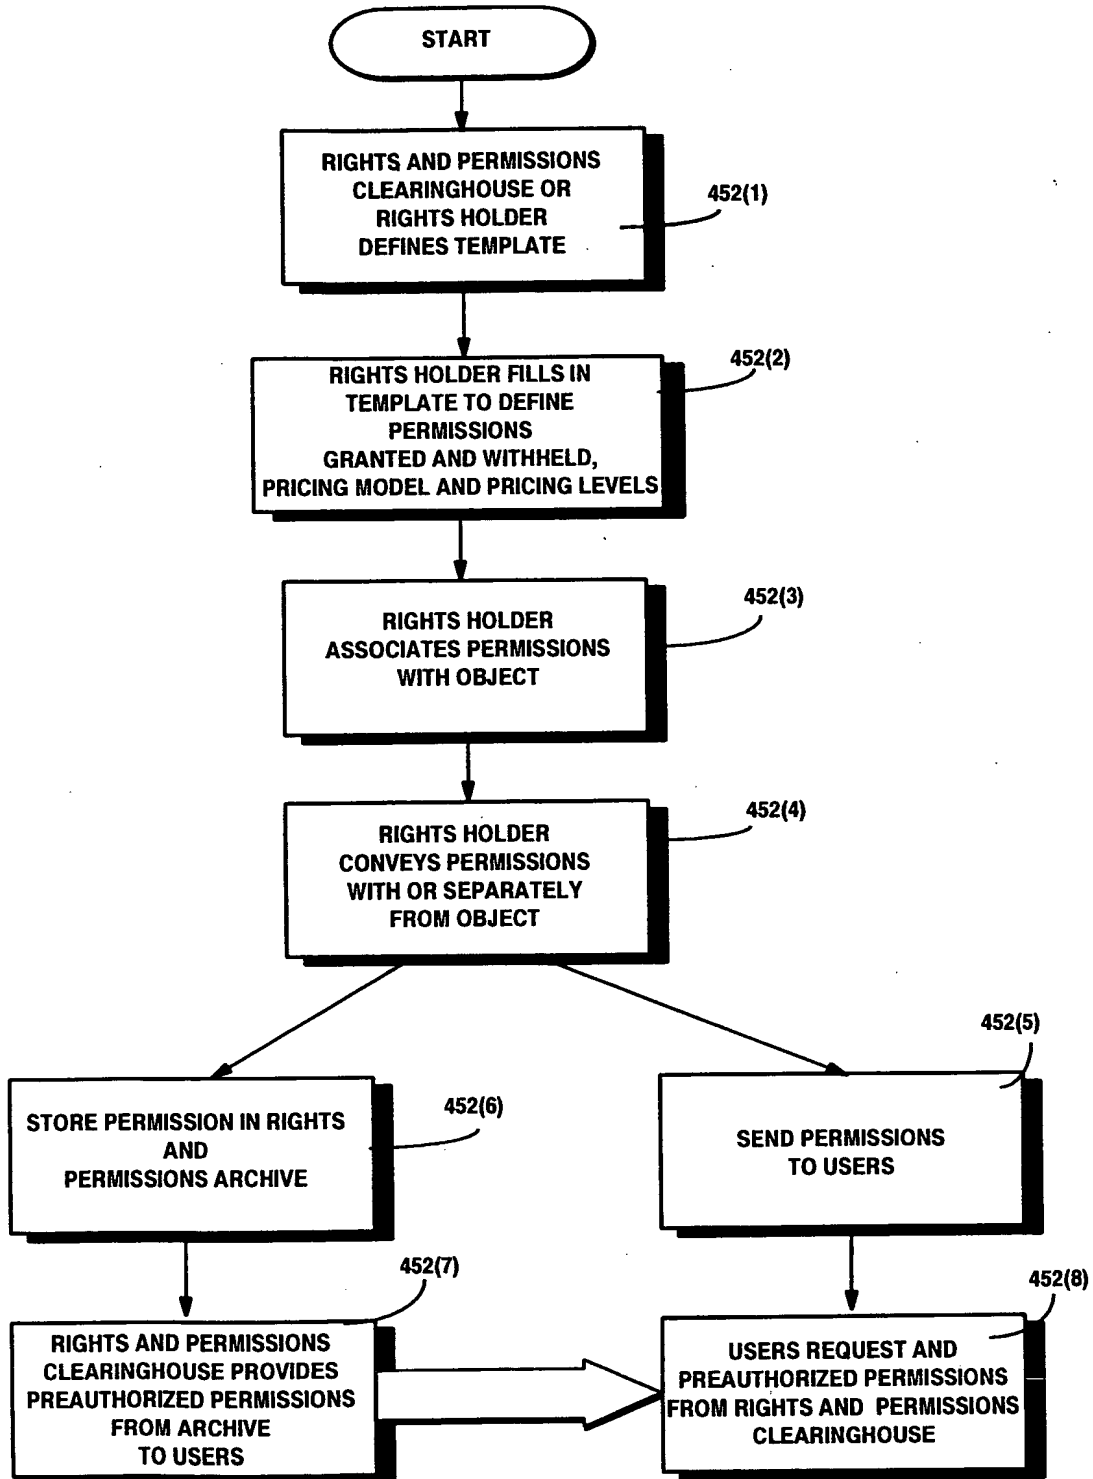 START
RIGHTS AND PERMISSIONS
CLEARINGHOUSE OR
RIGHTS HOLDER
DEFINES TEMPLATE
452(1)
RIGHTS HOLDER FILLS IN
TEMPLATE TO DEFINE
PERMISSIONS
GRANTED AND WITHHELD,
PRICING MODEL AND PRICING LEVELS
452(2)
RIGHTS HOLDER
ASSOCIATES PERMISSIONS
WITH OBJECT
452(3)
RIGHTS HOLDER
CONVEYS PERMISSIONS
WITH OR SEPARATELY
FROM OBJECT
452(4)
STORE PERMISSION IN RIGHTS
AND
PERMISSIONS ARCHIVE
452(6)
SEND PERMISSIONS
TO USERS
452(5)
RIGHTS AND PERMISSIONS
CLEARINGHOUSE PROVIDES
PREAUTHORIZED PERMISSIONS
FROM ARCHIVE
TO USERS
452(7)
USERS REQUEST AND
PREAUTHORIZED PERMISSIONS
FROM RIGHTS AND PERMISSIONS
CLEARINGHOUSE
452(8)